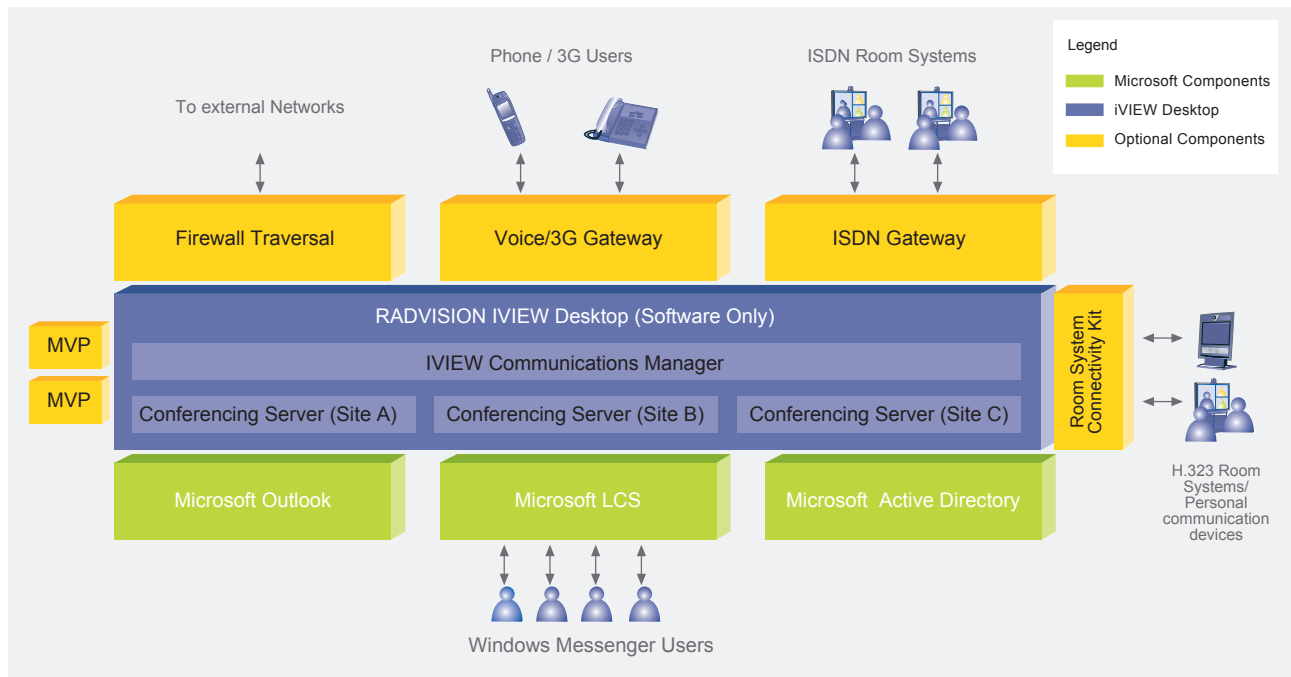 Phone / 3G Users
ISDN Room Systems
To external Networks
Legend
Microsoft Components
iVIEW Desktop
Optional Components
Firewall Traversal
Voice/3G Gateway
ISDN Gateway
RADVISION IVIEW Desktop (Software Only)
IVIEW Communications Manager
Conferencing Server (Site A)
Conferencing Server (Site B)
Conferencing Server (Site C)
MVP
MVP
Room System
Connectivity Kit
H.323 Room
Systems/
Personal
communication
devices
Microsoft Outlook
Microsoft LCS
Microsoft Active Directory
Windows Messenger Users